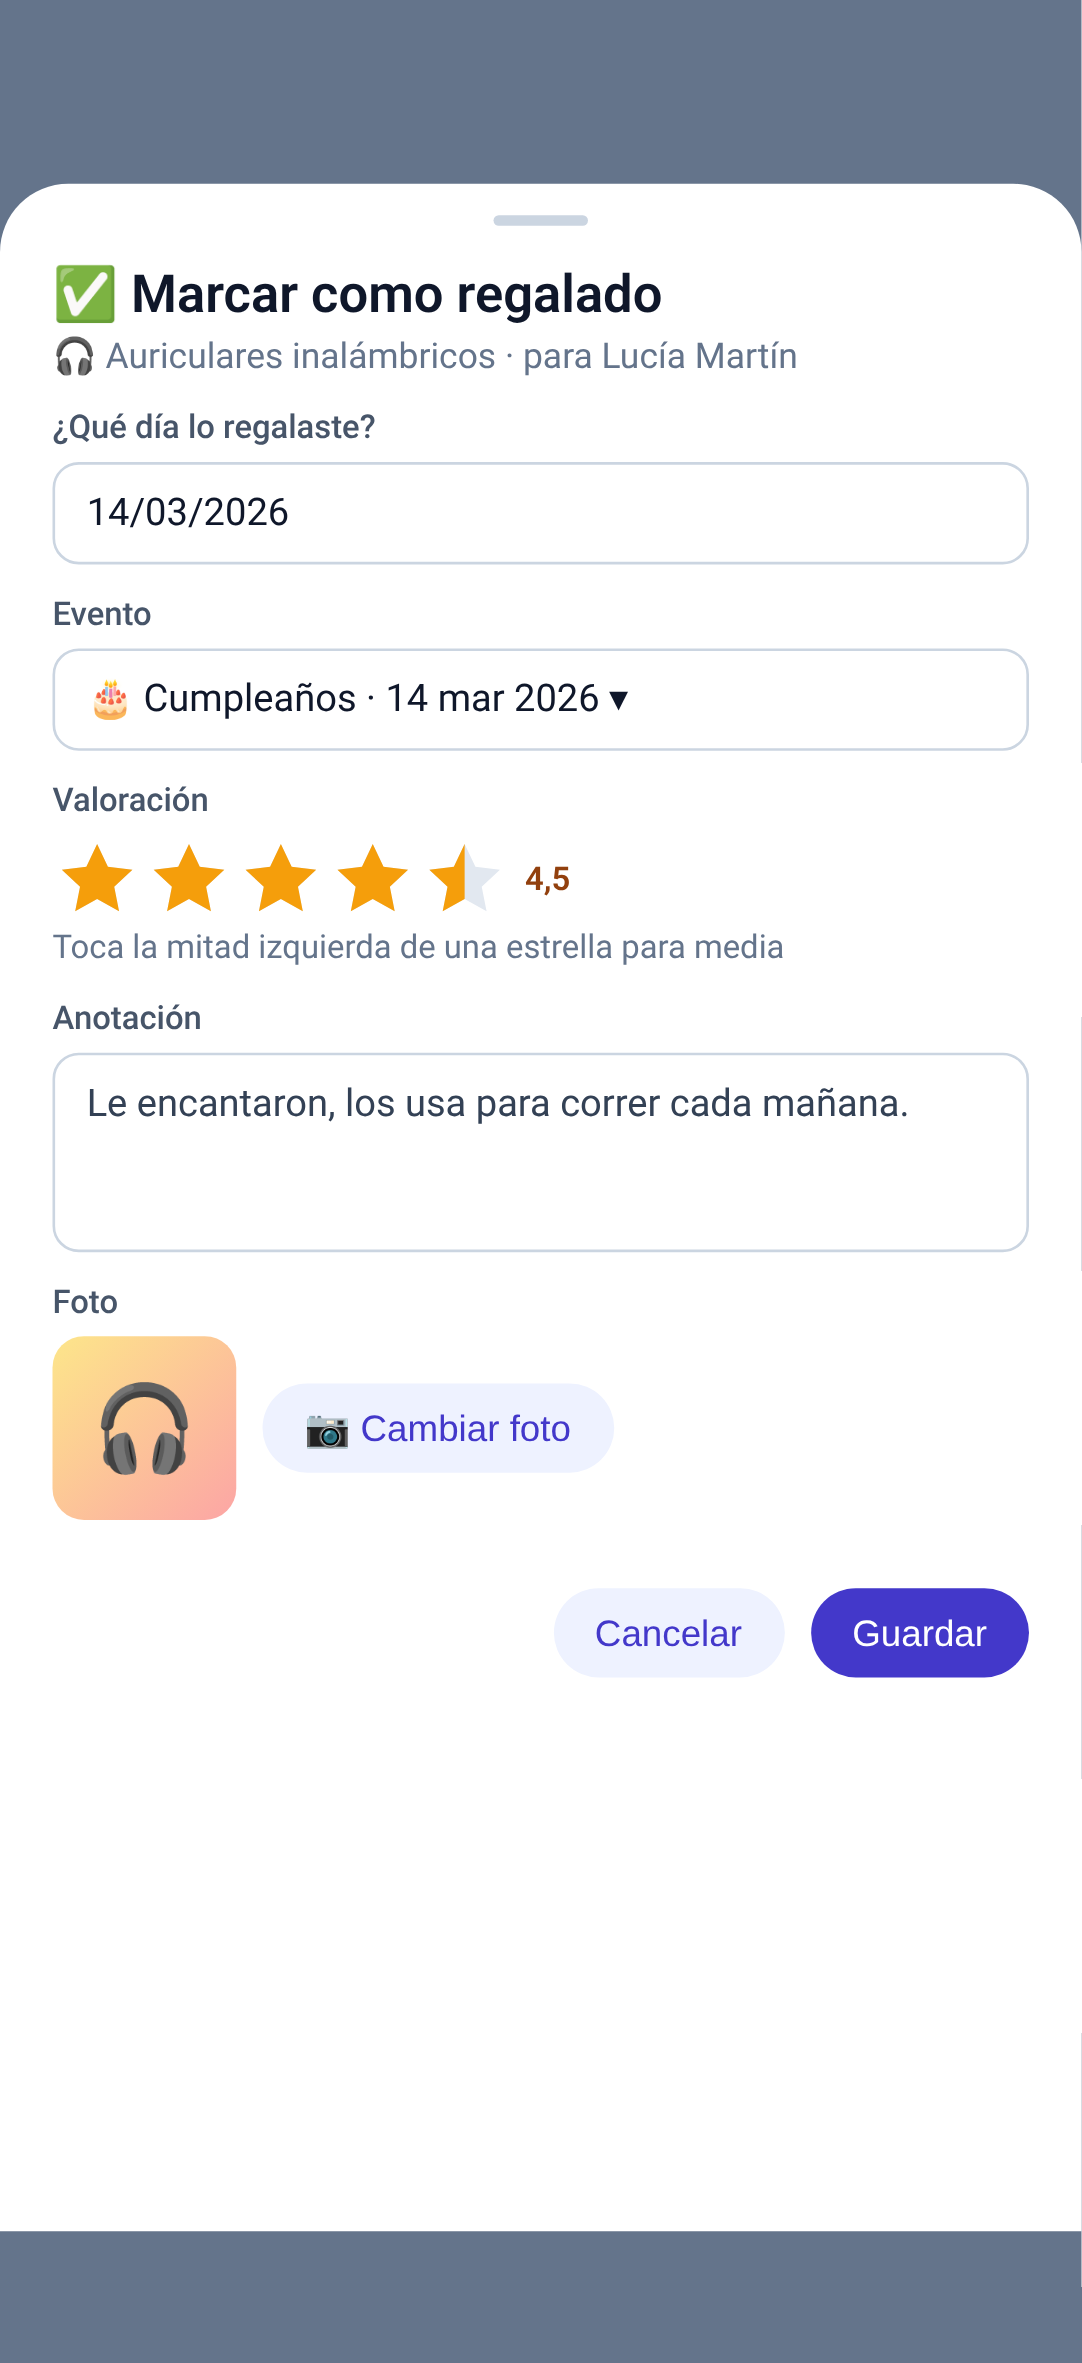 ✅ Marcar como regalado
🎧 Auriculares inalámbricos · para Lucía Martín
¿Qué día lo regalaste?
14/03/2026
Evento
🎂 Cumpleaños · 14 mar 2026 ▾
Valoración
4,5
Toca la mitad izquierda de una estrella para media
Anotación
Le encantaron, los usa para correr cada mañana.
Foto
📷 Cambiar foto
Cancelar
Guardar